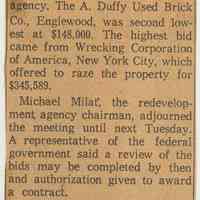 agency. The A. Duffy Used Brick
Co., Englewood, was second low-
est at $148,000. The highest bid
came from Wrecking Corporation
of America, New York City, which
offered to raze the property for
$345,589.
Michael Milat, the redevelop-
ment agency chairman, adjourned
the meeting until next Tuesday.
A representative of the federal
government said a review of the
bids may be completed by then
and authorization given to award
a contract.